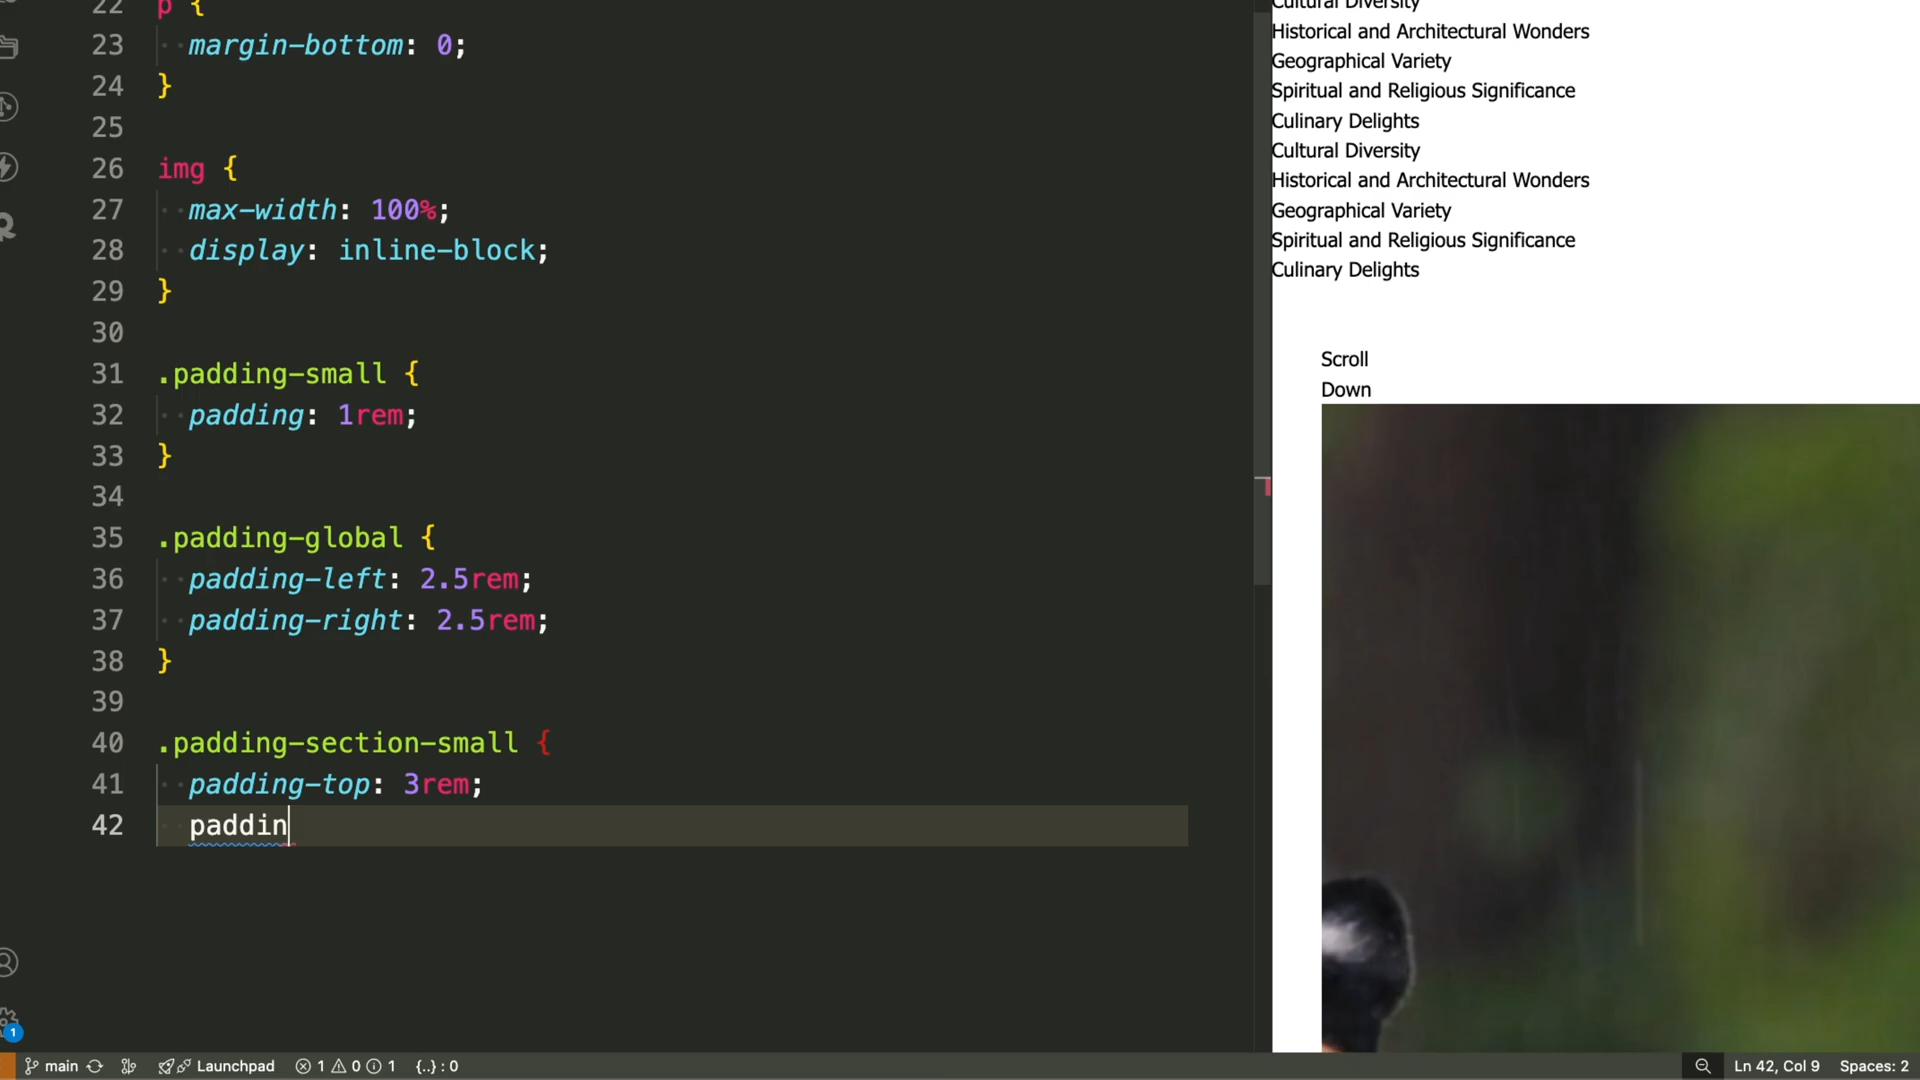 22 p {
23 margin-bottom: 0;
24 }
25
26 img {
27 max-width: 100%;
28 display: inline-block;
29 }
30
31 .padding-small {
32 padding: 1rem;
33 }
34
35 .padding-global {
36 padding-left: 2.5rem;
37 padding-right: 2.5rem;
38 }
39
40 .padding-section-small {
41 padding-top: 3rem;
42 paddin
Cultural Diversity
Historical and Architectural Wonders
Geographical Variety
Spiritual and Religious Significance
Culinary Delights
Cultural Diversity
Historical and Architectural Wonders
Geographical Variety
Spiritual and Religious Significance
Culinary Delights
Scroll
Down
1
main Launchpad 1 0 1 {..} : 0 Ln 42, Col 9 Spaces: 2